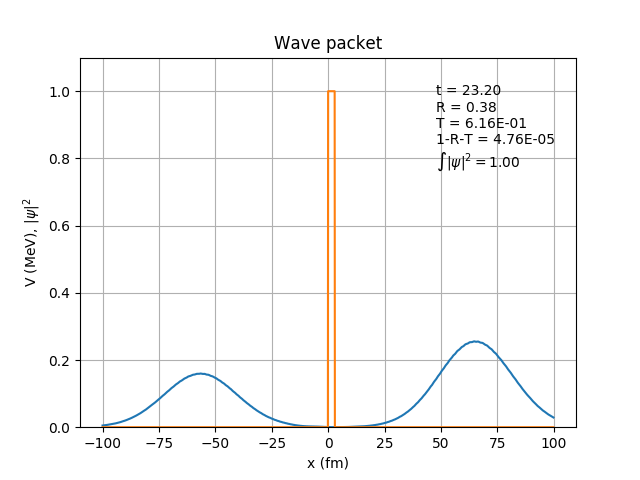 Wave packet
V (MeV), |ψ|²
1.0
0.8
0.6
0.4
0.2
0.0
t = 23.20
R = 0.38
T = 6.16E-01
1-R-T = 4.76E-05
∫|ψ|² = 1.00
−100
−75
−50
−25
0
25
50
75
100
x (fm)